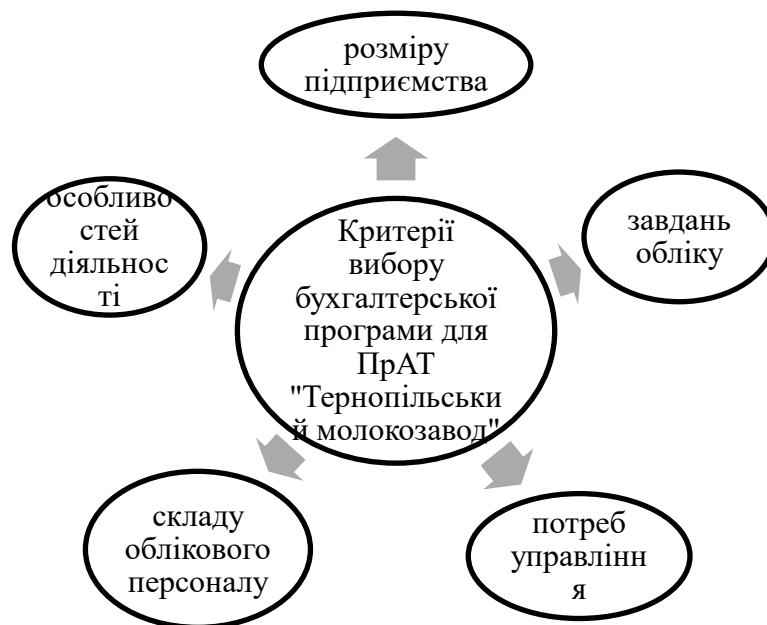 розміру
підприємства
особливо
стей
діяльнос
ті
завдань
обліку
Критерії
вибору
бухгалтерської
програми для
ПрАТ
"Тернопільськи
й молокозавод"
складу
облікового
персоналу
потреб
управлінн
я